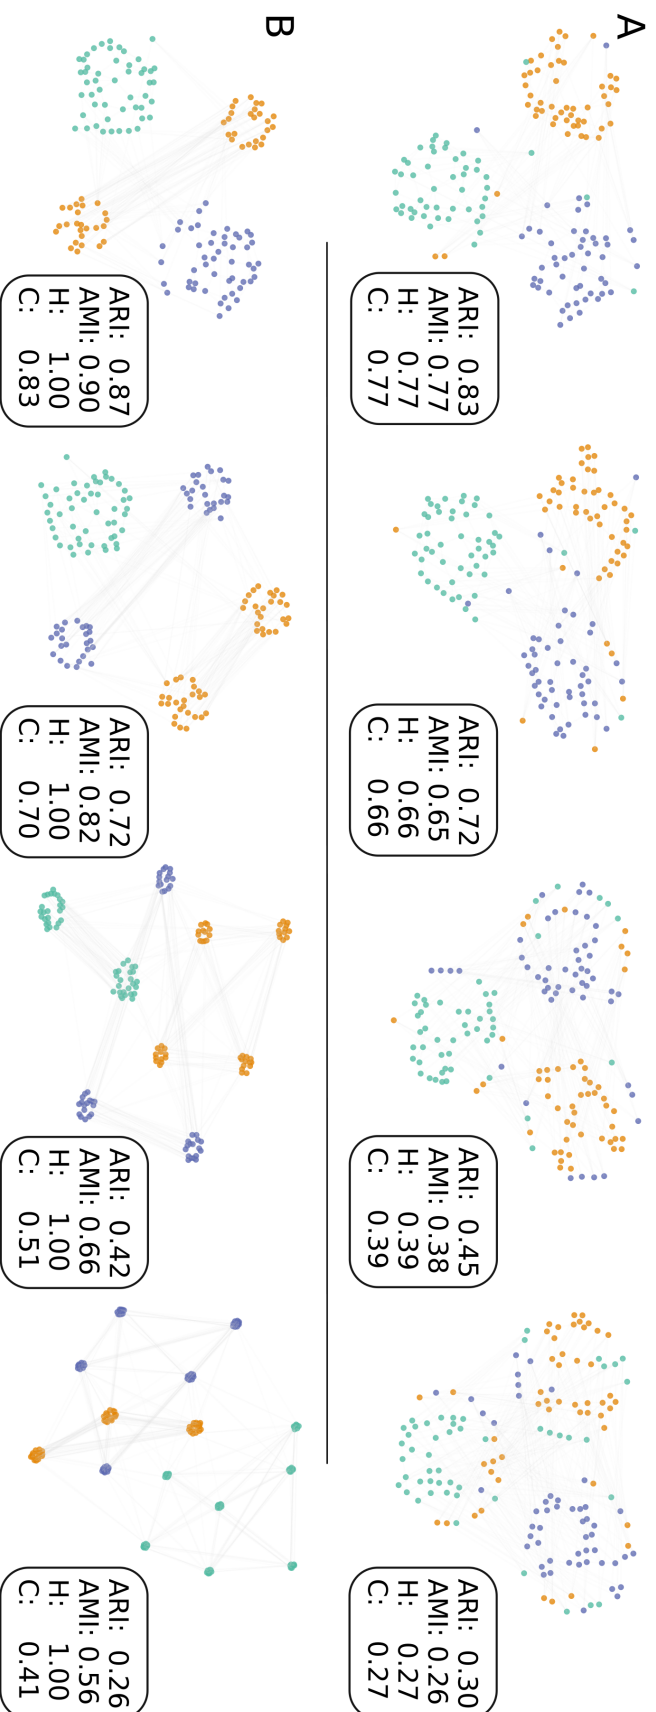 A
ARI: 0.83
AMI: 0.77
H: 0.77
C: 0.77
ARI: 0.72
AMI: 0.65
H: 0.66
C: 0.66
ARI: 0.45
AMI: 0.38
H: 0.39
C: 0.39
ARI: 0.30
AMI: 0.26
H: 0.27
C: 0.27
B
ARI: 0.87
AMI: 0.90
H: 1.00
C: 0.83
ARI: 0.72
AMI: 0.82
H: 1.00
C: 0.70
ARI: 0.42
AMI: 0.66
H: 1.00
C: 0.51
ARI: 0.26
AMI: 0.56
H: 1.00
C: 0.41